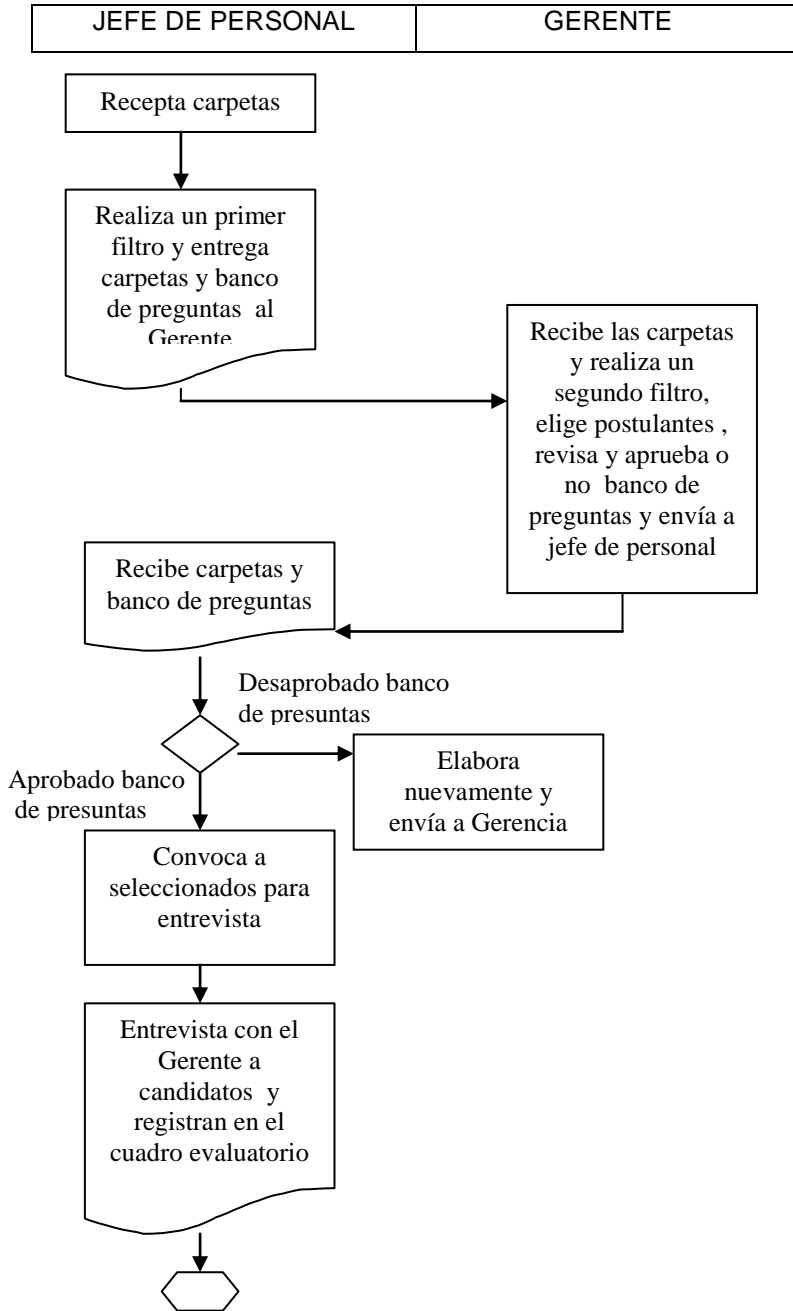 JEFE DE PERSONAL
GERENTE
Recepta carpetas
Realiza un primer
filtro y entrega
carpetas y banco
de preguntas al
Gerente
Recibe las carpetas
y realiza un
segundo filtro,
elige postulantes ,
revisa y aprueba o
no banco de
preguntas y envía a
jefe de personal
Recibe carpetas y
banco de preguntas
Desaprobado banco
de presuntas
Elabora
nuevamente y
envía a Gerencia
Aprobado banco
de presuntas
Convoca a
seleccionados para
entrevista
Entrevista con el
Gerente a
candidatos y
registran en el
cuadro evaluatorio